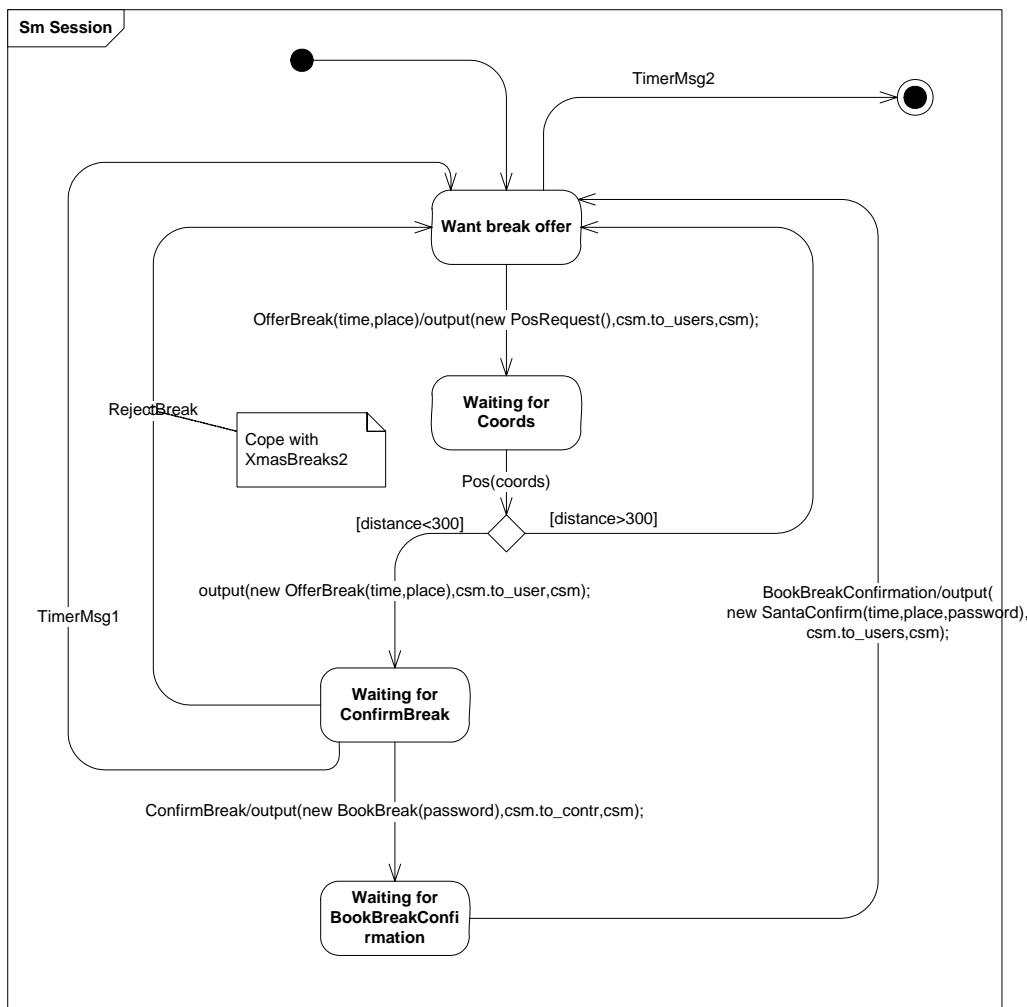 Sm Session
TimerMsg2
Want break offer
OfferBreak(time,place)/output(new PosRequest(),csm.to_users,csm);
Waiting for
Coords
RejectBreak
Cope with
XmasBreaks2
Pos(coords)
[distance<300]
[distance>300]
output(new OfferBreak(time,place),csm.to_user,csm);
BookBreakConfirmation/output(
new SantaConfirm(time,place,password),
csm.to_users,csm);
TimerMsg1
Waiting for
ConfirmBreak
ConfirmBreak/output(new BookBreak(password),csm.to_contr,csm);
Waiting for
BookBreakConfi
rmation